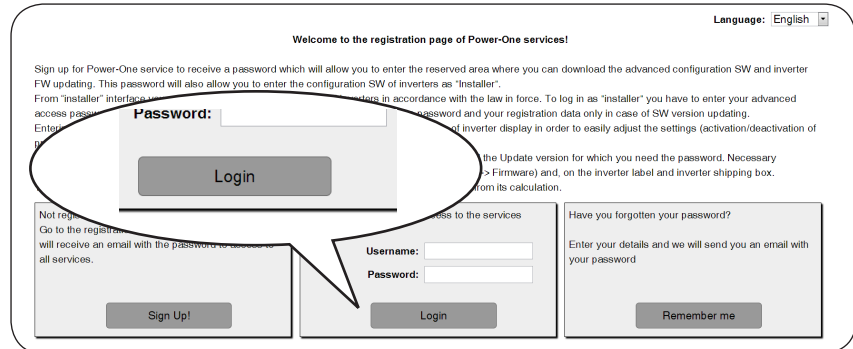 Language: English
Welcome to the registration page of Power-One services!
Sign up for Power-One service to receive a password which will allow you to enter the reserved area where you can download the advanced configuration SW and inverter
FW updating. This password will also allow you to enter the configuration SW of inverters as "Installer".
From "installer" interface in accordance with the law in force. To log in as "installer" you have to enter your advanced
access password and your registration data only in case of SW version updating.
of inverter display in order to easily adjust the settings (activation/deactivation of
the Update version for which you need the password. Necessary
Firmware) and, on the inverter label and inverter shipping box.
from its calculation.
Password:
Login
Not
Go to the
will receive an email with the password to access to
all services.
Sign Up!
to the services
Username:
Password:
Login
Have you forgotten your password?
Enter your details and we will send you an email with
your password
Remember me